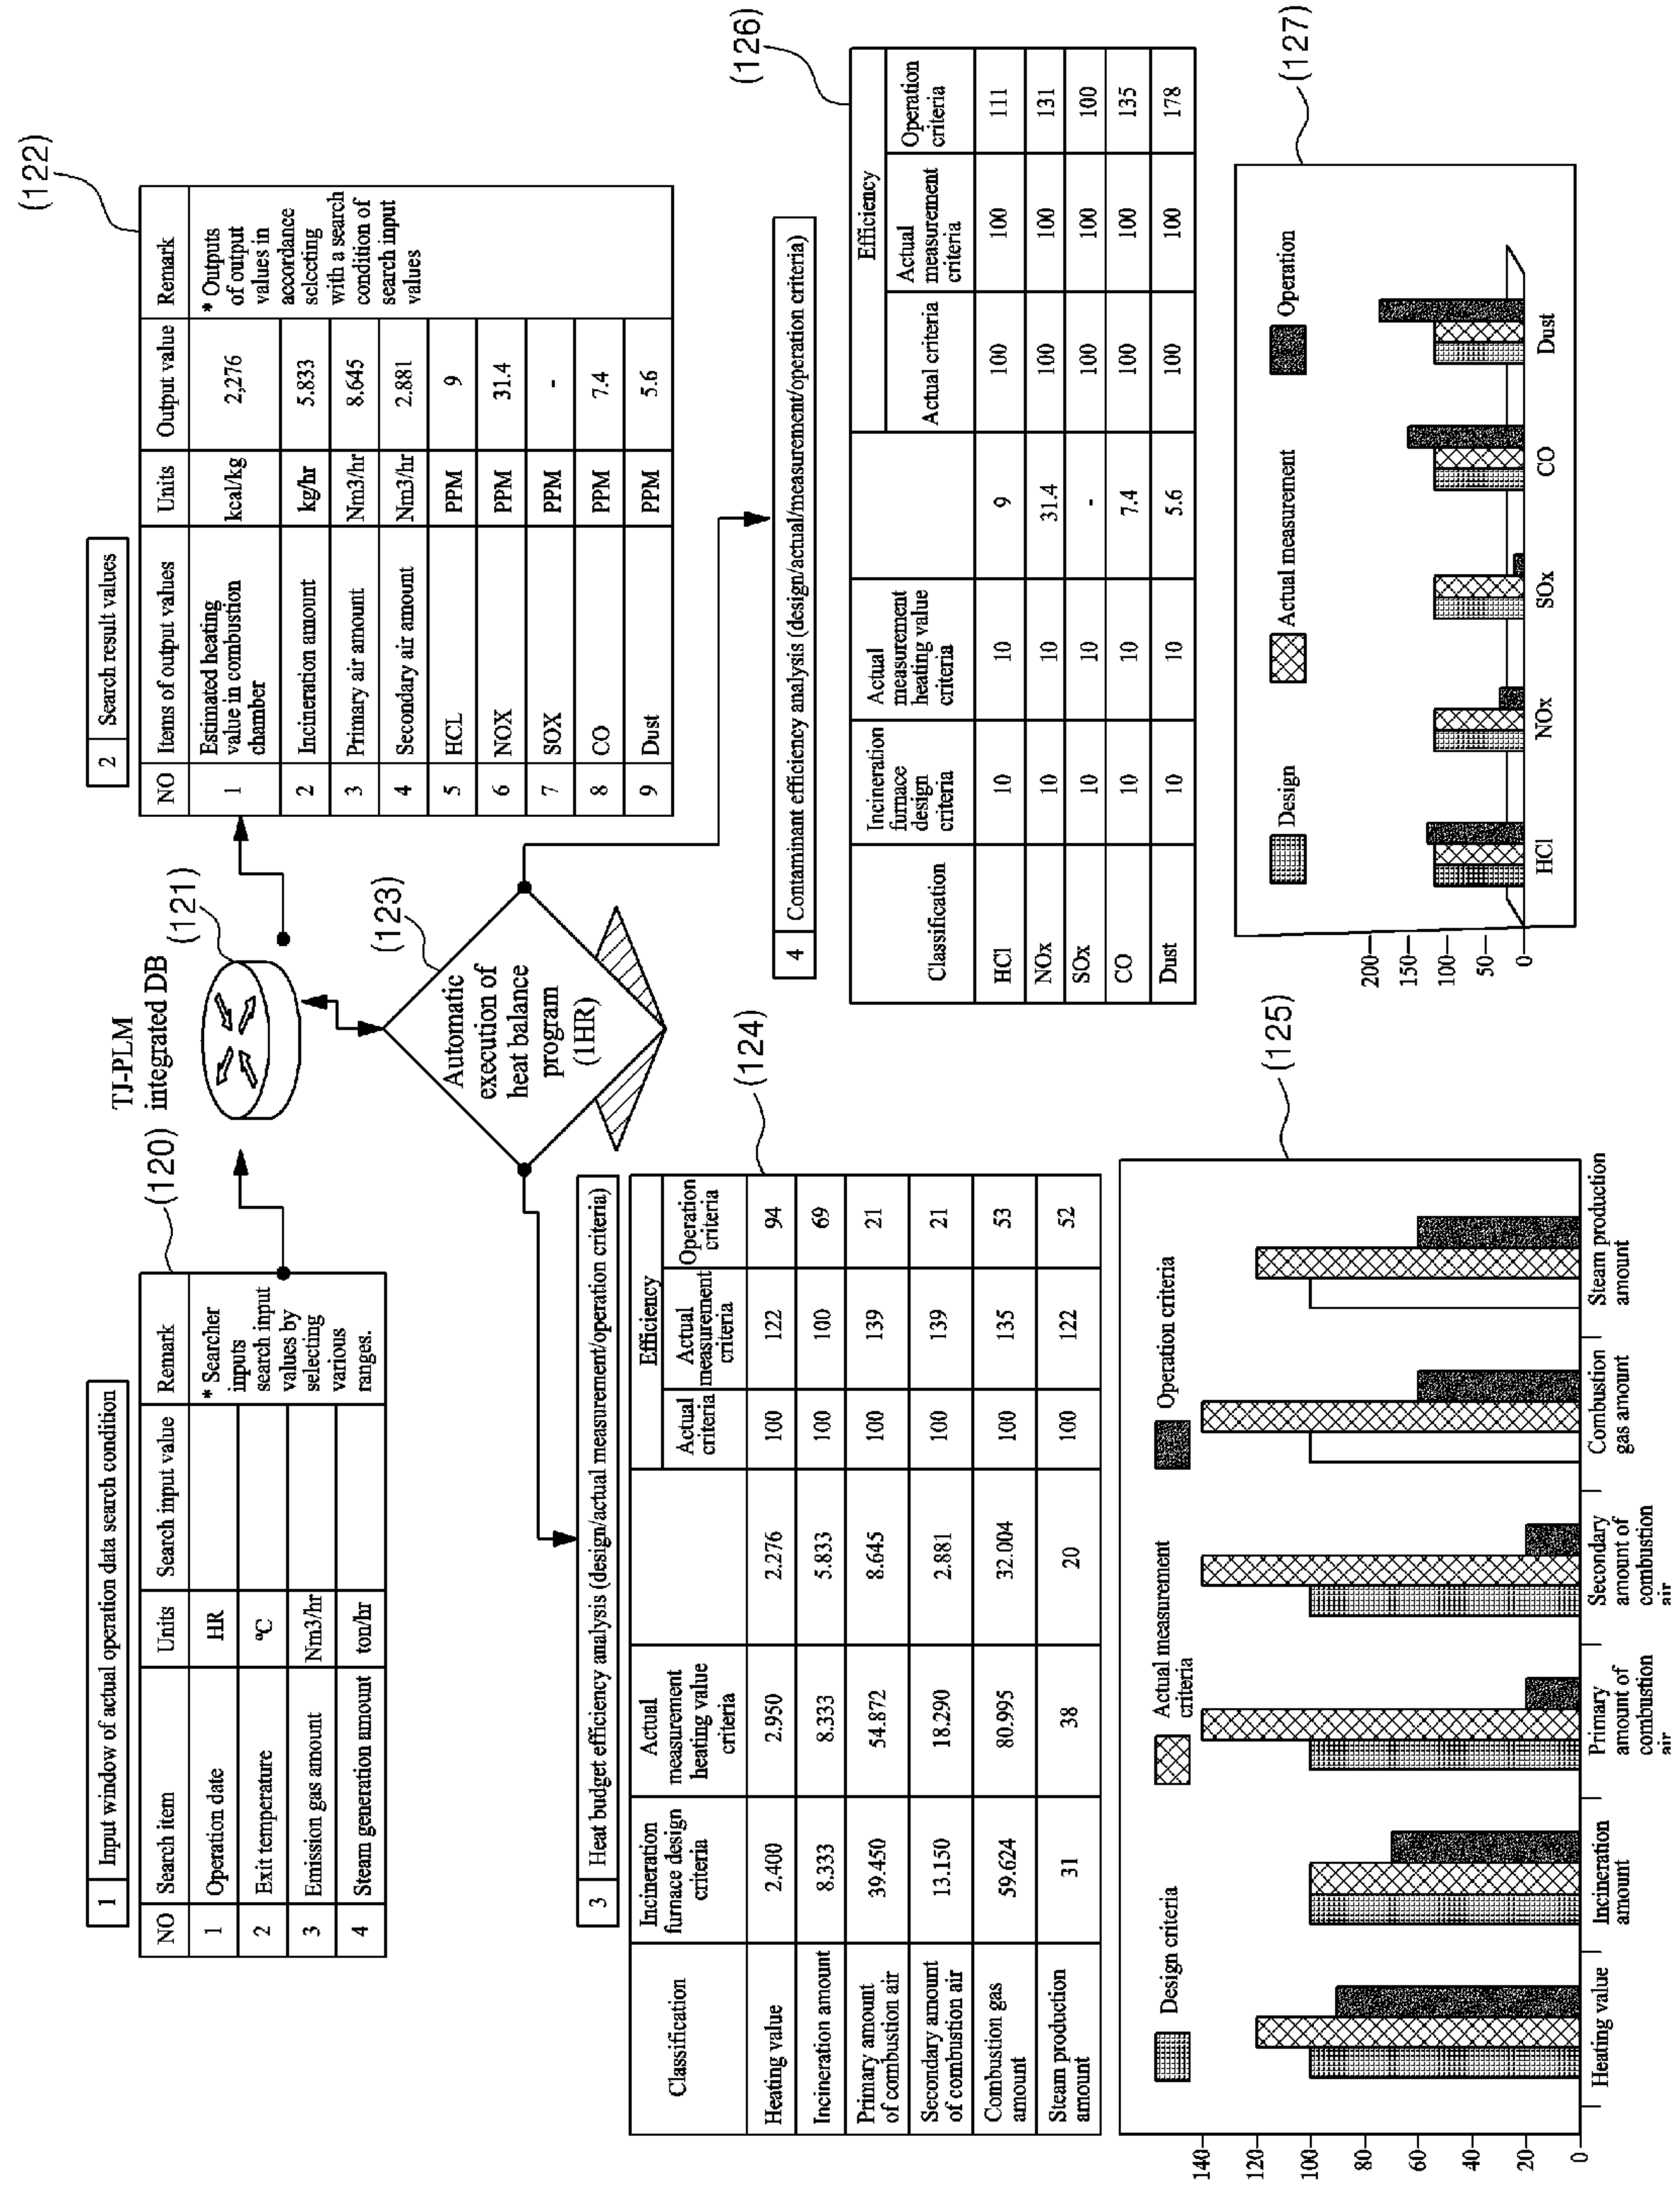 (120)
1 Input window of actual operation data search condition
NO Search item Units Search input value Remark
1 Operation date HR
2 Exit temperature ℃
3 Emission gas amount Nm3/hr
4 Steam generation amount ton/hr
* Searcher
inputs
search input
values by
selecting
various
ranges.
TJ-PLM
integrated DB
(121)
(122)
2 Search result values
NO Items of output values Units Output value Remark
1 Estimated heating
value in combustion
chamber
kcal/kg 2,276
2 Incineration amount kg/hr 5.833
3 Primary air amount Nm3/hr 8.645
4 Secondary air amount Nm3/hr 2.881
5 HCL PPM 9
6 NOX PPM 31.4
7 SOX PPM -
8 CO PPM 7.4
9 Dust PPM 5.6
* Outputs
of output
values in
accordance
selecting
with a search
condition of
search input
values
(123)
Automatic
execution of
heat balance
program
(1HR)
(124)
3 Heat budget efficiency analysis (design/actual measurement/operation criteria)
Classification
Incineration
furnace design
criteria
Actual
measurement
heating value
criteria
Efficiency
Actual
criteria
Actual
measurement
criteria
Operation
criteria
Heating value 2.400 2.950 2.276 100 122 94
Incineration amount 8.333 8.333 5.833 100 100 69
Primary amount
of combustion air
39.450 54.872 8.645 100 139 21
Secondary amount
of combustion air
13.150 18.290 2.881 100 139 21
Combustion gas
amount
59.624 80.995 32.004 100 135 53
Steam production
amount
31 38 20 100 122 52
(126)
4 Contaminant efficiency analysis (design/actual/measurement/operation criteria)
Classification
Incineration
furnace
design
criteria
Actual
measurement
heating value
criteria
Efficiency
Actual criteria
Actual
measurement
criteria
Operation
criteria
HCl 10 10 9 100 100 111
NOx 10 10 31.4 100 100 131
SOx 10 10 - 100 100 100
CO 10 10 7.4 100 100 135
Dust 10 10 5.6 100 100 178
(125)
Design criteria
Actual measurement
criteria
Operation criteria
140
120
100
80
60
40
20
0
Heating value
Incineration
amount
Primary
amount of
combustion
air
Secondary
amount of
combustion
air
Combustion
gas amount
Steam production
amount
(127)
Design
Actual measurement
Operation
200
150
100
50
0
HCl
NOx
SOx
CO
Dust